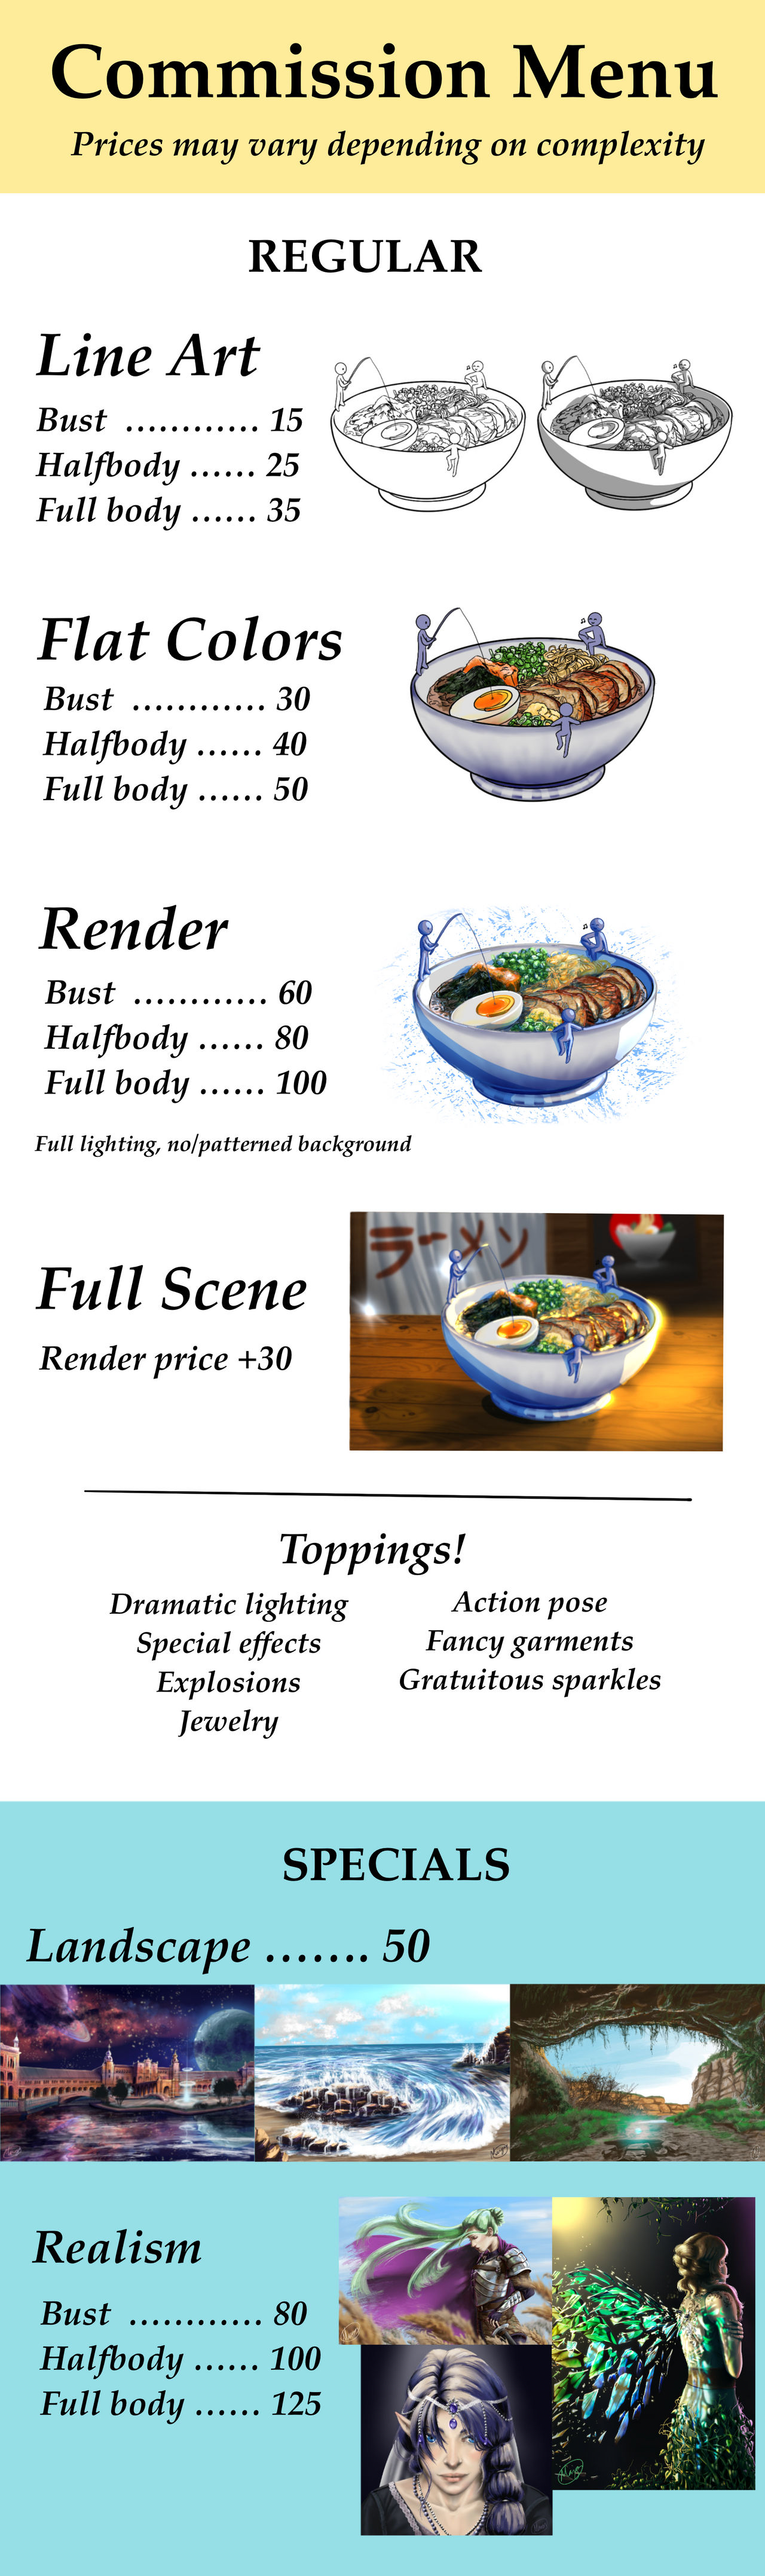 Commission Menu
Prices may vary depending on complexity
REGULAR
Line Art
Bust ............ 15
Halfbody ...... 25
Full body ...... 35
Flat Colors
Bust ............ 30
Halfbody ...... 40
Full body ...... 50
Render
Bust ............ 60
Halfbody ...... 80
Full body ...... 100
Full lighting, no/patterned background
ラーメン
Full Scene
Render price +30
Toppings!
Dramatic lighting
Special effects
Explosions
Jewelry
Action pose
Fancy garments
Gratuitous sparkles
SPECIALS
Landscape ....... 50
Realism
Bust ............ 80
Halfbody ...... 100
Full body ...... 125